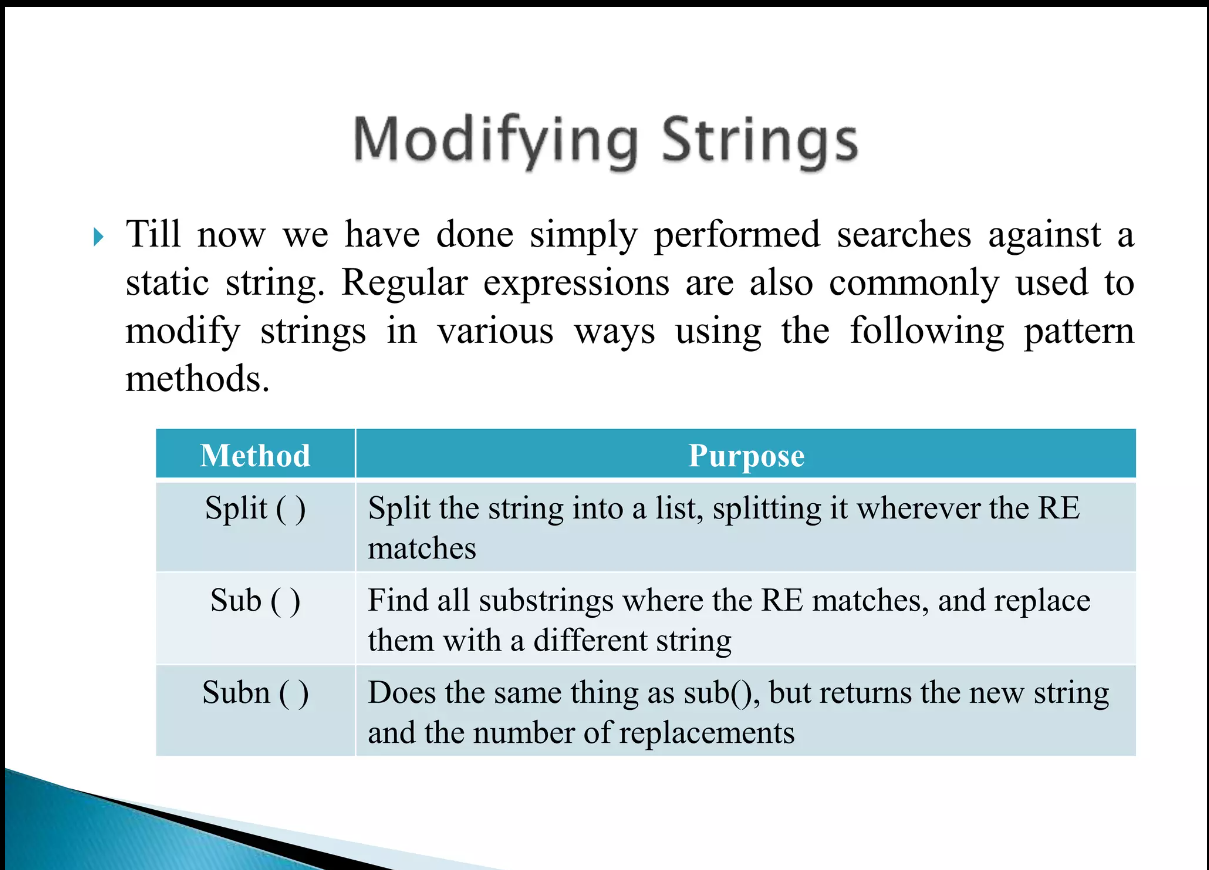 Modifying Strings
Till now we have done simply performed searches against a
static string. Regular expressions are also commonly used to
modify strings in various ways using the following pattern
methods.
Method Purpose
Split ( ) Split the string into a list, splitting it wherever the RE
matches
Sub ( ) Find all substrings where the RE matches, and replace
them with a different string
Subn ( ) Does the same thing as sub(), but returns the new string
and the number of replacements